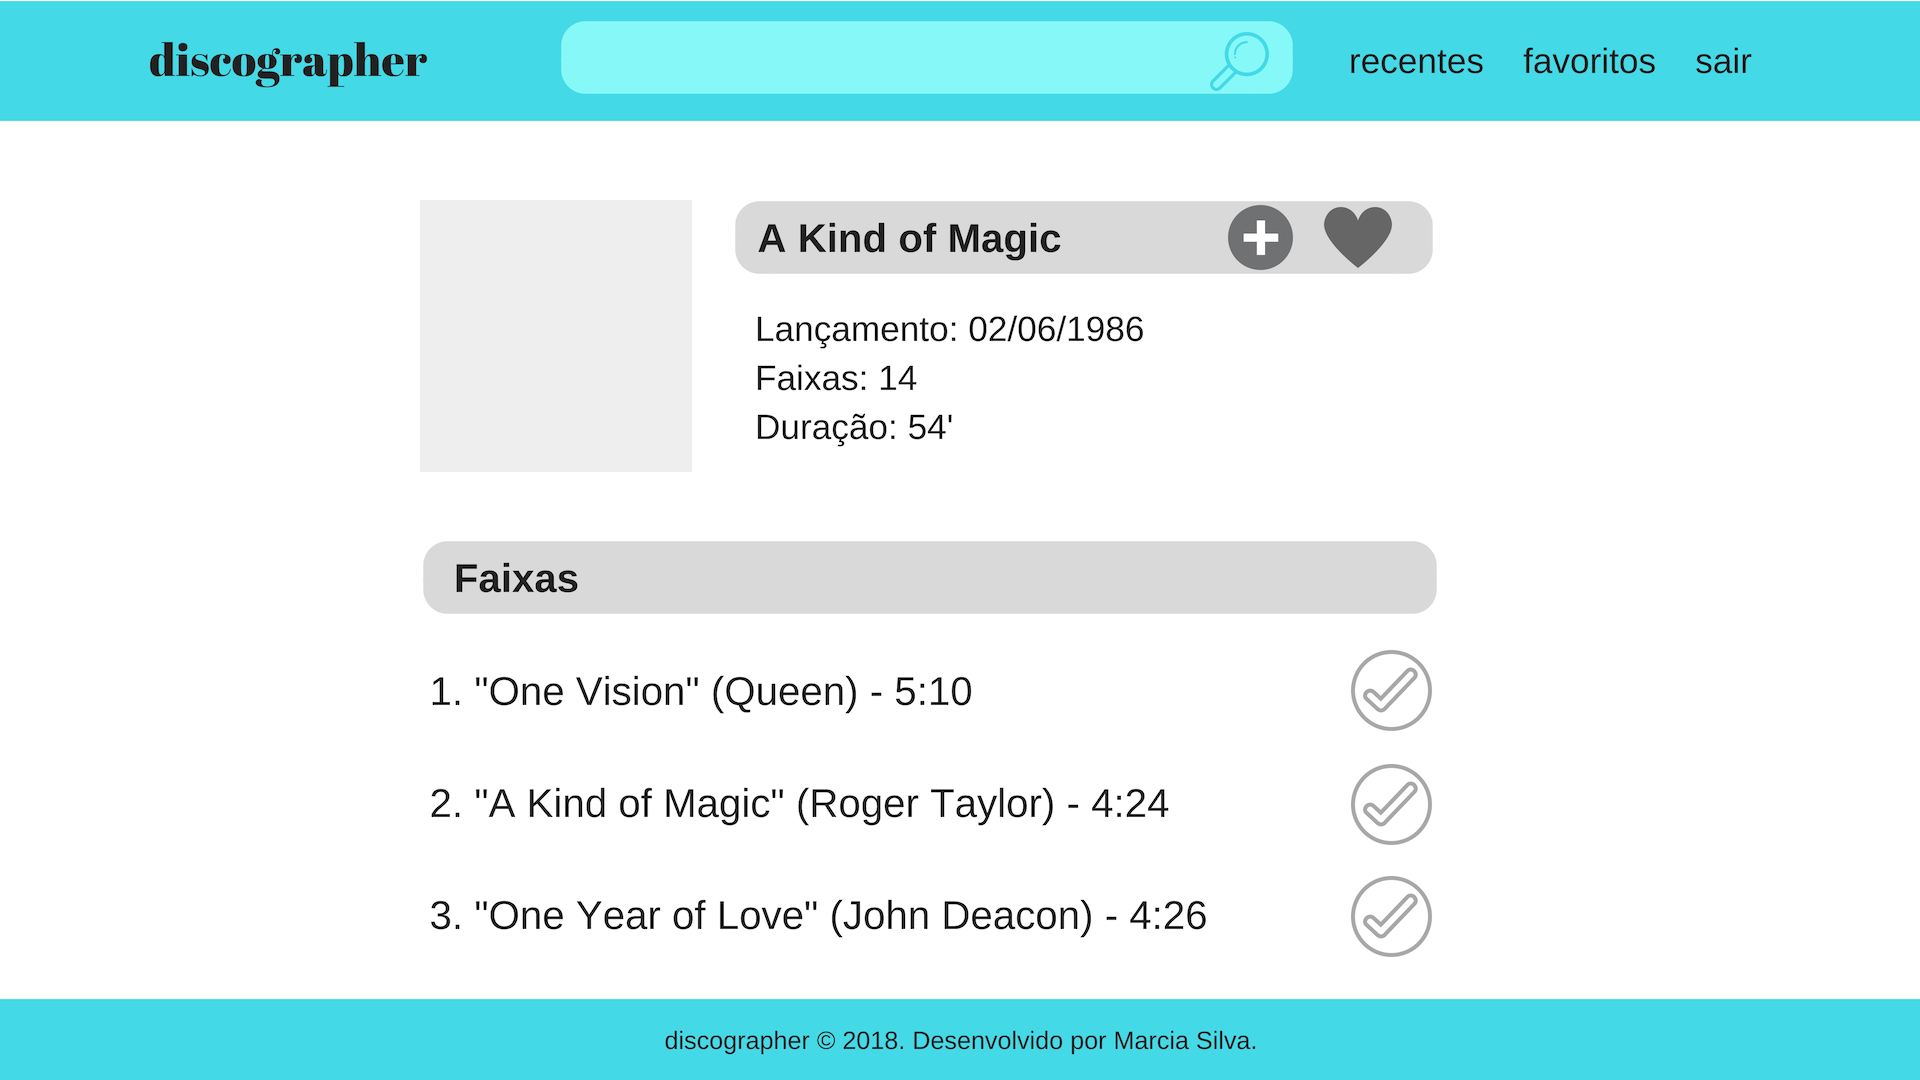 discographer
recentes favoritos sair
A Kind of Magic
Lançamento: 02/06/1986
Faixas: 14
Duração: 54'
Faixas
1. "One Vision" (Queen) - 5:10
2. "A Kind of Magic" (Roger Taylor) - 4:24
3. "One Year of Love" (John Deacon) - 4:26
discographer © 2018. Desenvolvido por Marcia Silva.